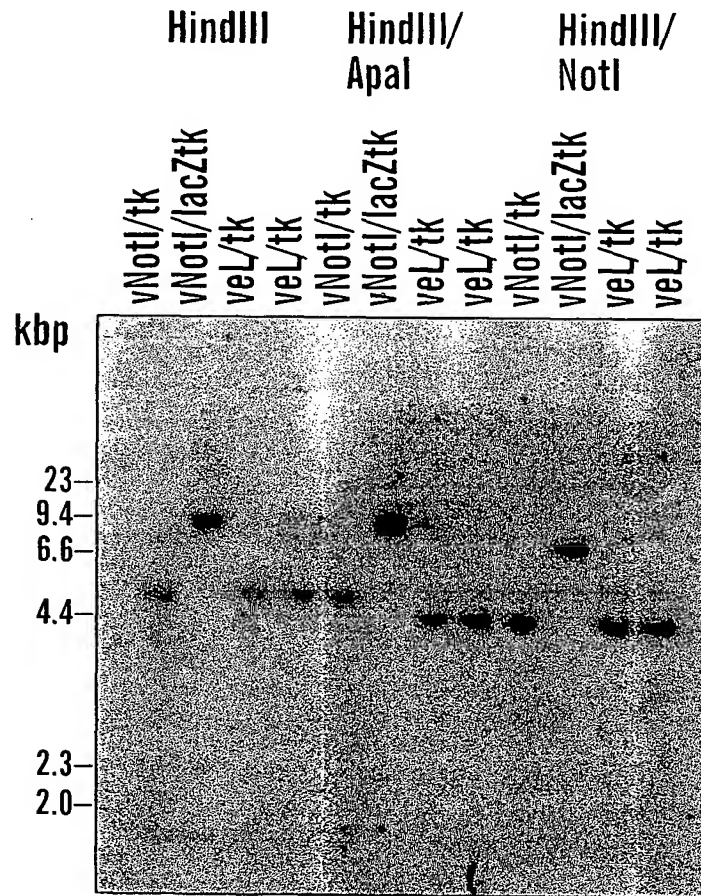 HindIII HindIII/ HindIII/
ApaI NotI
vNotI/tk
vNotI/lacZtk
veL/tk
veL/tk
vNotI/tk
vNotI/lacZtk
veL/tk
veL/tk
vNotI/tk
vNotI/lacZtk
veL/tk
veL/tk
kbp
23
9.4
6.6
4.4
2.3
2.0